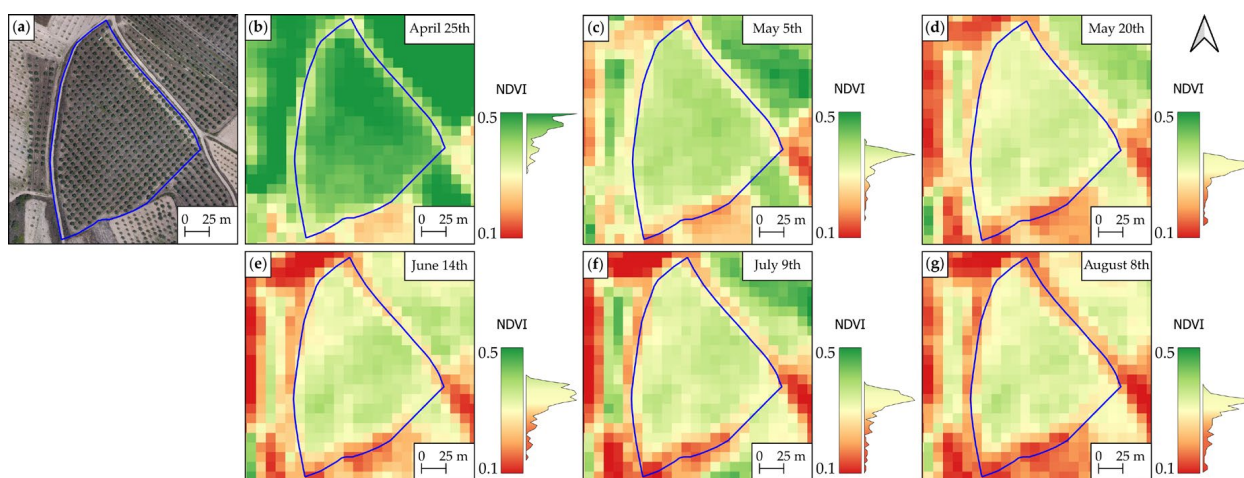 (a)
0 25 m
(b)
April 25th
0 25 m
NDVI
0.5
0.1
(c)
May 5th
0 25 m
NDVI
0.5
0.1
(d)
May 20th
0 25 m
NDVI
0.5
0.1
(e)
June 14th
0 25 m
NDVI
0.5
0.1
(f)
July 9th
0 25 m
NDVI
0.5
0.1
(g)
August 8th
0 25 m
NDVI
0.5
0.1